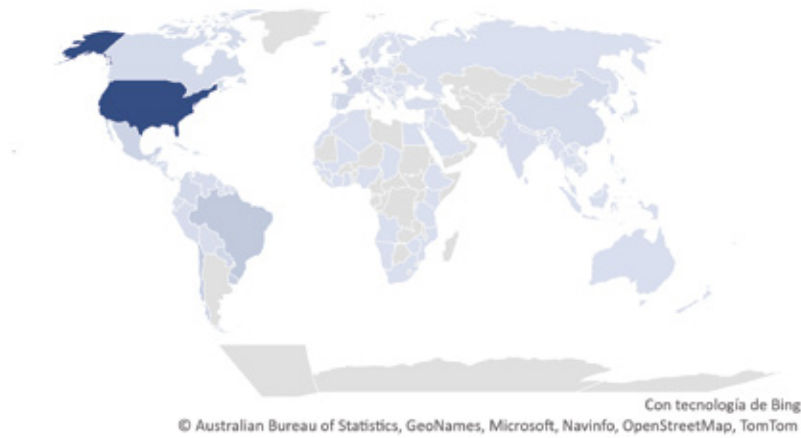 Con tecnología de Bing
© Australian Bureau of Statistics, GeoNames, Microsoft, Navinfo, OpenStreetMap, TomTom